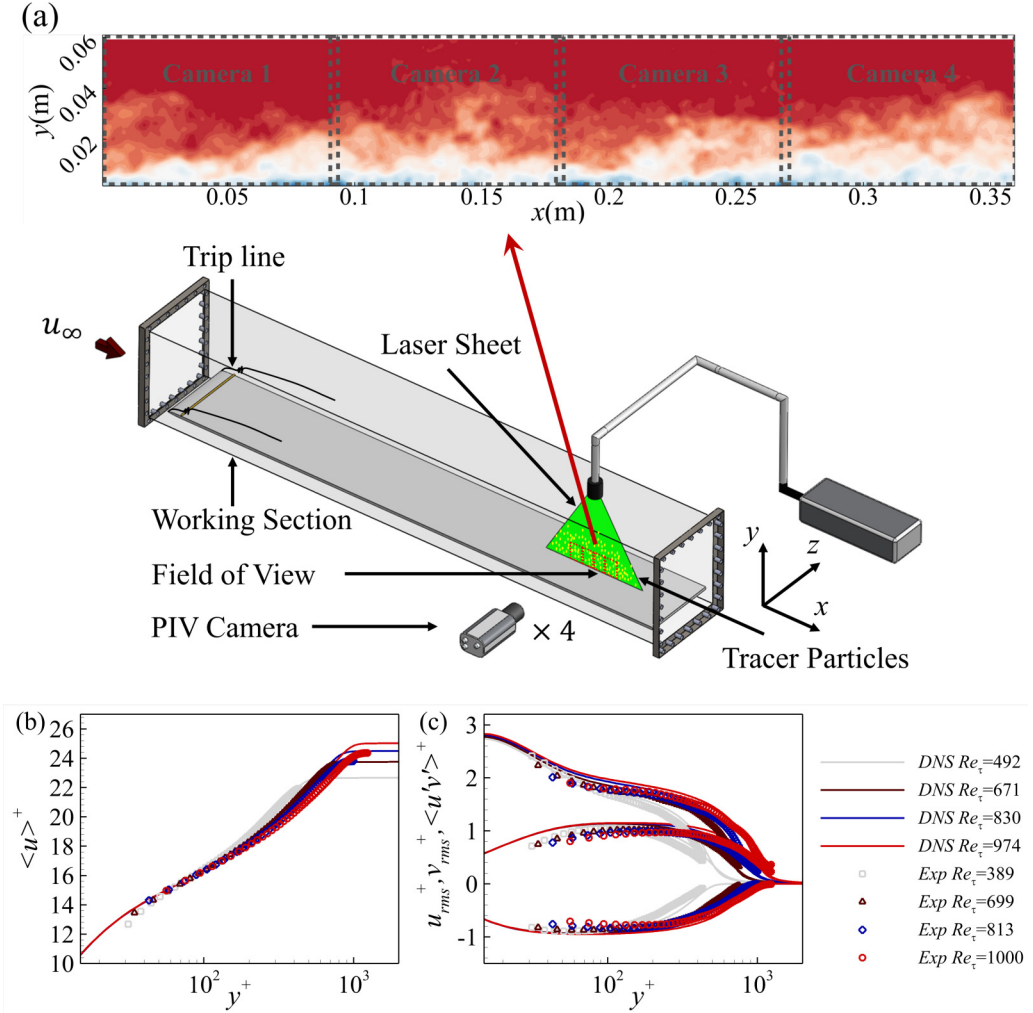 (a)
0.06
0.04
0.02
y(m)
Camera 1
Camera 2
Camera 3
Camera 4
0.05
0.1
0.15
0.2
0.25
0.3
0.35
x(m)
Trip line
u∞
Laser Sheet
Working Section
Field of View
PIV Camera
× 4
Tracer Particles
y
z
x
(b)
26
24
22
20
18
16
14
12
10
<u>+
10²
10³
y+
(c)
3
2
1
0
-1
u+rms, v+rms, <u'v'>+
10²
10³
y+
DNS Reτ=492
DNS Reτ=671
DNS Reτ=830
DNS Reτ=974
Exp Reτ=389
Exp Reτ=699
Exp Reτ=813
Exp Reτ=1000